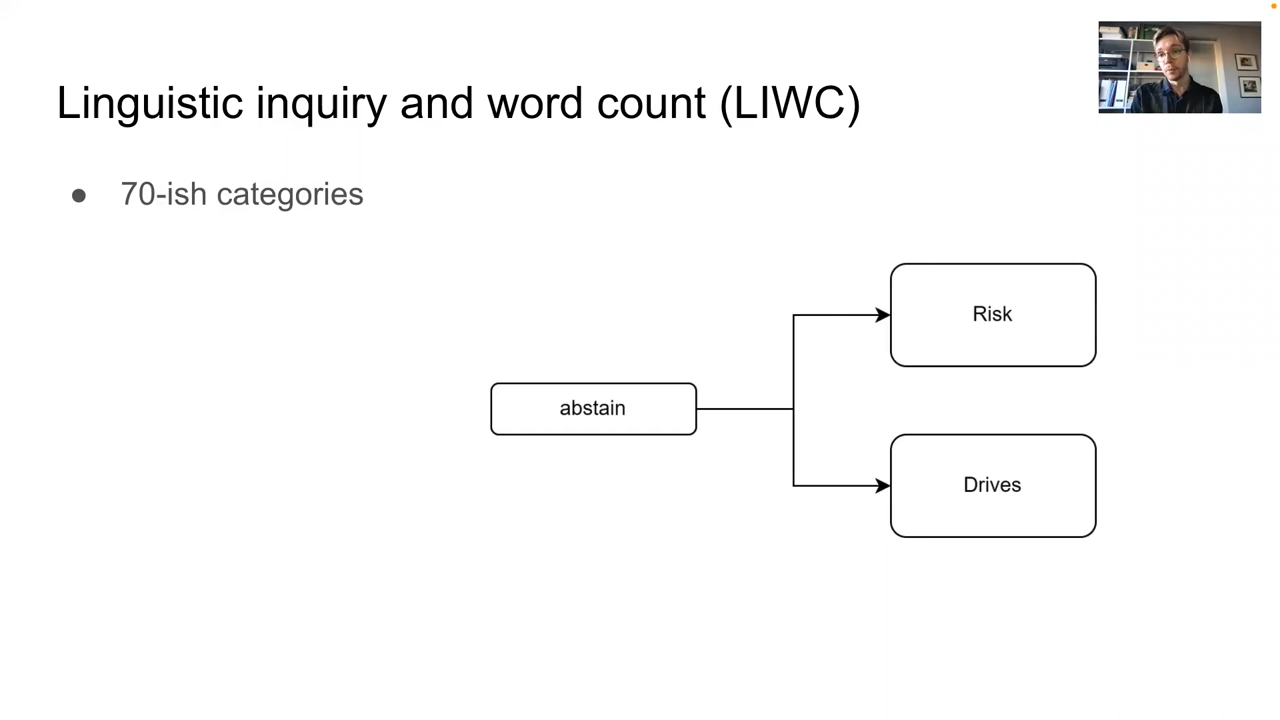 Linguistic inquiry and word count (LIWC)
● 70-ish categories
Risk
abstain
Drives